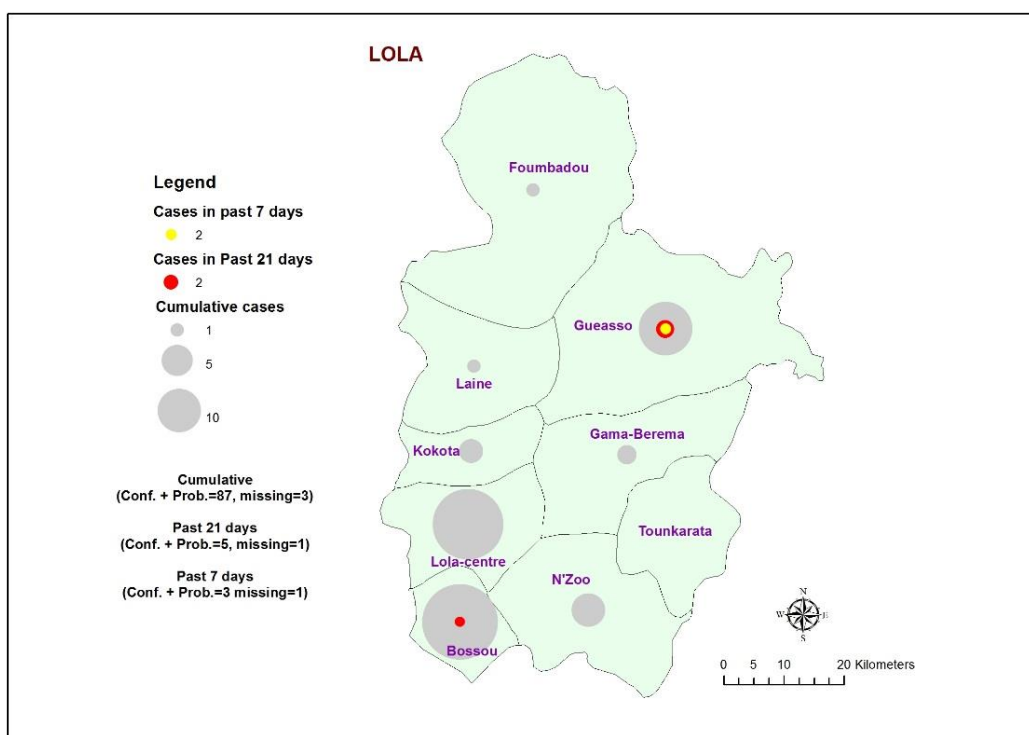 LOLA
Foumbadou
Legend
Cases in past 7 days
2
Cases in Past 21 days
2
Cumulative cases
1
5
10
Gueasso
Laine
Gama-Berema
Kokota
Cumulative
(Conf. + Prob.=87, missing=3)
Past 21 days
(Conf. + Prob.=5, missing=1)
Past 7 days
(Conf. + Prob.=3 missing=1)
Tounkarata
Lola-centre
N'Zoo
Bossou
N
W E
S
0 5 10 20 Kilometers